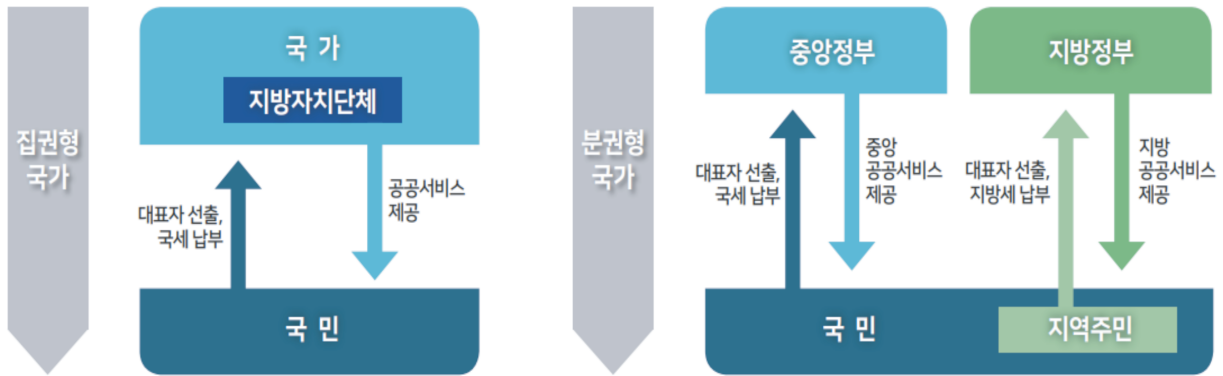 집권형
국가
국 가
지방자치단체
대표자 선출,
국세 납부
공공서비스
제공
국 민
분권형
국가
중앙정부
지방정부
대표자 선출,
국세 납부
중앙
공공서비스
제공
대표자 선출,
지방세 납부
지방
공공서비스
제공
국 민
지역주민